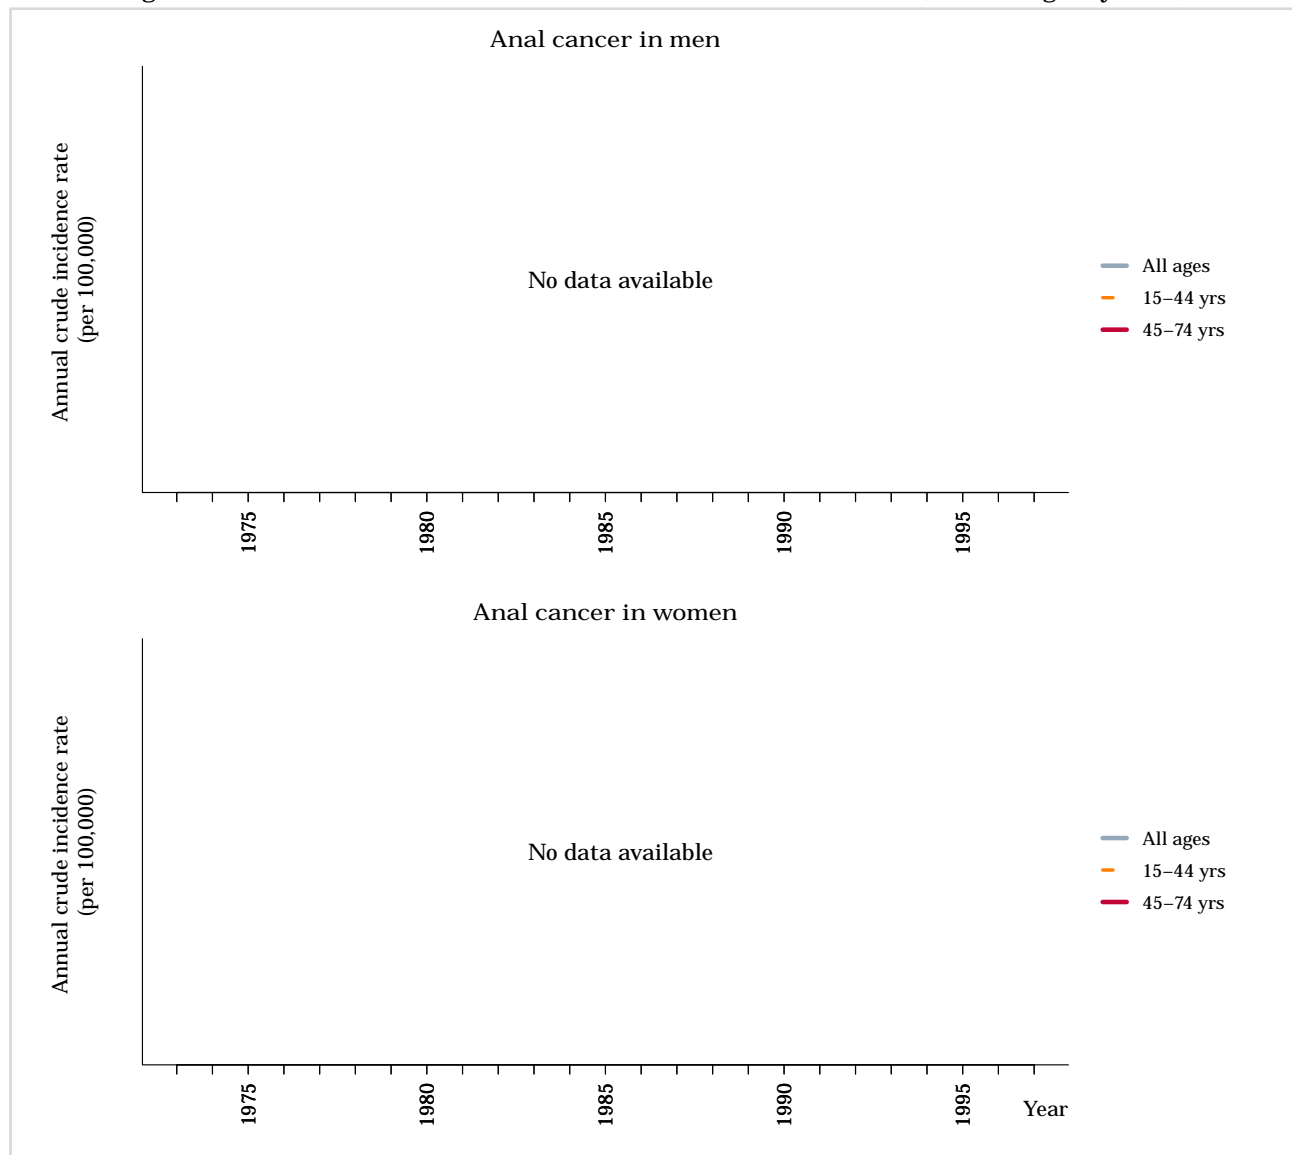 Anal cancer in men
Annual crude incidence rate
(per 100,000)
No data available
All ages
15–44 yrs
45–74 yrs
1975
1980
1985
1990
1995
Anal cancer in women
Annual crude incidence rate
(per 100,000)
No data available
All ages
15–44 yrs
45–74 yrs
1975
1980
1985
1990
1995
Year